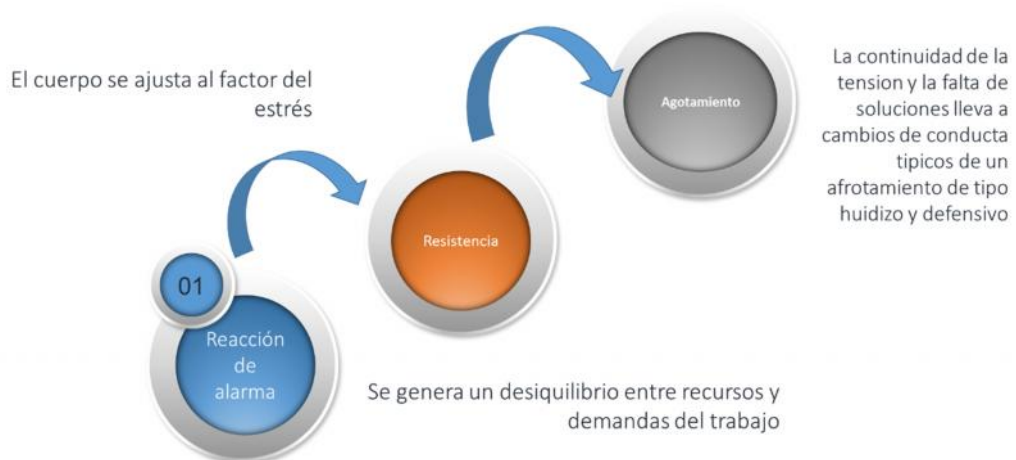 El cuerpo se ajusta al factor del
estrés
Agotamiento
La continuidad de la
tension y la falta de
soluciones lleva a
cambios de conducta
tipicos de un
afrotamiento de tipo
huidizo y defensivo
Resistencia
01
Reacción
de
alarma
Se genera un desiquilibrio entre recursos y
demandas del trabajo